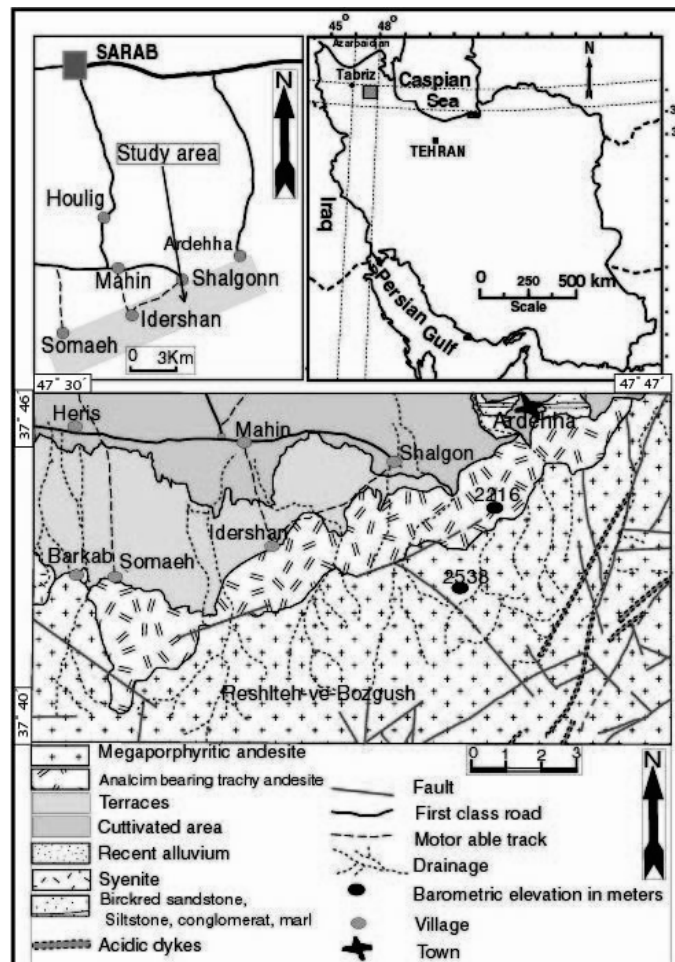 SARAB
N
Study area
Houlig
Ardehha
Mahin
Shalgonn
Idershan
Somaeh
0 3Km
45° 48°
Azarbaidjan
N
Tabriz
Caspian
Sea
TEHRAN
Iraq
0 250 500 km
Scale
Persian Gulf
47° 30´
47° 47´
37° 46´
Heris
Mahin
Ardehha
Shalgon
2216
Idershan
Barkab
Somaeh
2538
37° 40´
Reshteh-ve-Bozgush
Megaporphyritic andesite
Analcim bearing trachy andesite
Terraces
Cuttivated area
Recent alluvium
Syenite
Birckred sandstone,
Siltstone, conglomerat, marl
Acidic dykes
0 1 2 3
Fault
First class road
Motor able track
Drainage
Barometric elevation in meters
Village
Town
N